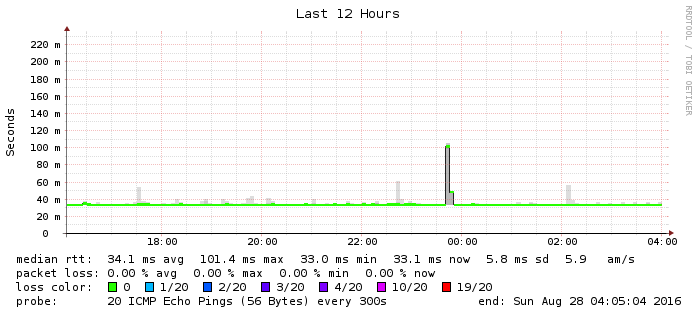 Last 12 Hours
RRDTOOL / TOBI OETIKER
Seconds
220 m
200 m
180 m
160 m
140 m
120 m
100 m
80 m
60 m
40 m
20 m
0
18:00 20:00 22:00 00:00 02:00 04:00
median rtt: 34.1 ms avg 101.4 ms max 33.0 ms min 33.1 ms now 5.8 ms sd 5.9 am/s
packet loss: 0.00 % avg 0.00 % max 0.00 % min 0.00 % now
loss color: 0 1/20 2/20 3/20 4/20 10/20 19/20
probe: 20 ICMP Echo Pings (56 Bytes) every 300s end: Sun Aug 28 04:05:04 2016